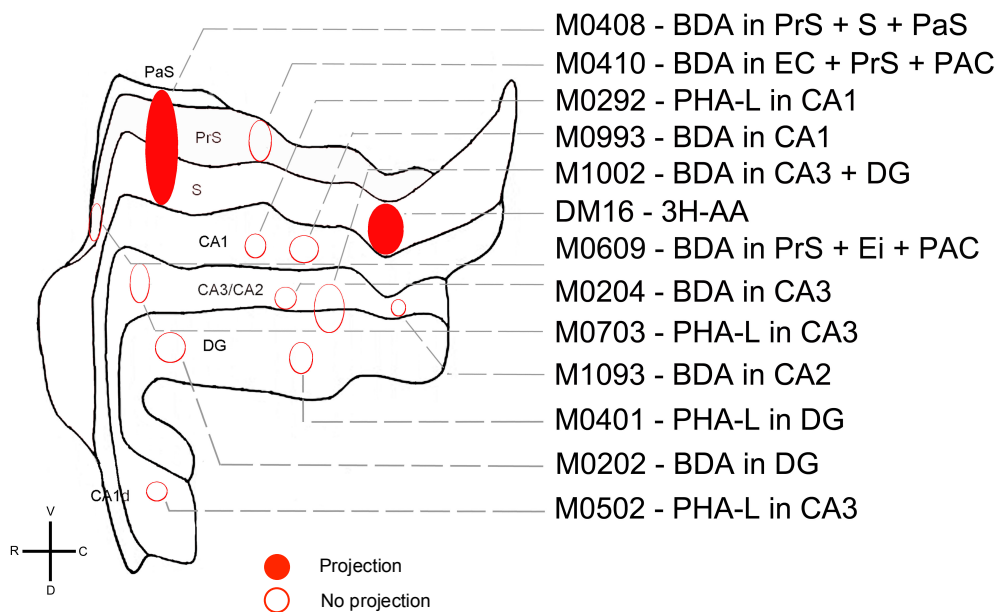 M0408 - BDA in PrS + S + PaS
M0410 - BDA in EC + PrS + PAC
M0292 - PHA-L in CA1
M0993 - BDA in CA1
M1002 - BDA in CA3 + DG
DM16 - 3H-AA
M0609 - BDA in PrS + Ei + PAC
M0204 - BDA in CA3
M0703 - PHA-L in CA3
M1093 - BDA in CA2
M0401 - PHA-L in DG
M0202 - BDA in DG
M0502 - PHA-L in CA3
PaS
PrS
S
CA1
CA3/CA2
DG
CA1d
V
R C
D
Projection
No projection